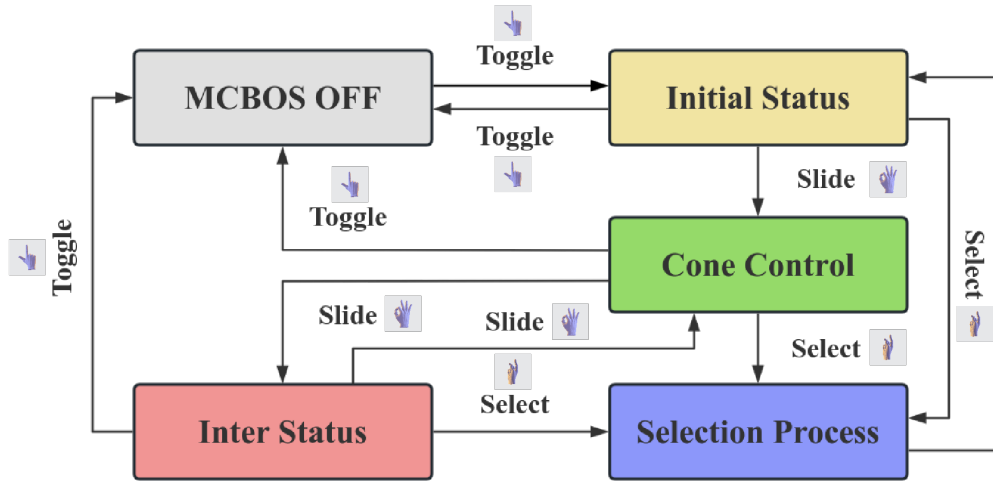 Toggle
MCBOS OFF
Initial Status
Toggle
Toggle
Slide
Toggle
Cone Control
Select
Slide
Slide
Select
Select
Inter Status
Selection Process